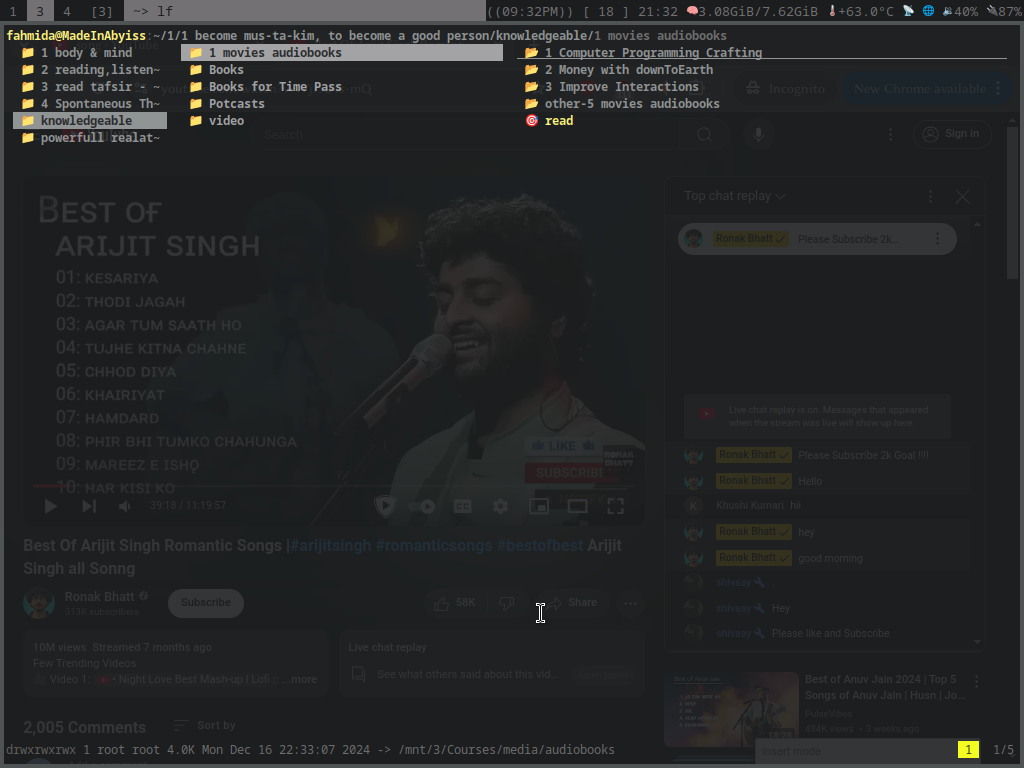 1 3 4 [3] ~> lf ((09:32PM)) [ 18 ] 21:32 3.08GiB/7.62GiB +63.0°C 40% 87%
fahmida@MadeInAbyiss:~/1/1 become mus-ta-kim, to become a good person/knowledgeable/1 movies audiobooks
1 body & mind
2 reading,listen~
3 read tafsir - ~
4 Spontaneous Th~
knowledgeable
powerfull realat~
1 movies audiobooks
Books
Books for Time Pass
Potcasts
video
1 Computer Programming Crafting
2 Money with downToEarth
3 Improve Interactions
other-5 movies audiobooks
read
Incognito
New Chrome available
Search
Sign in
BEST OF
ARIJIT SINGH
01: KESARIYA
02: THODI JAGAH
03: AGAR TUM SAATH HO
04: TUJHE KITNA CHAHNE
05: CHHOD DIYA
06: KHAIRIYAT
07: HAMDARD
08: PHIR BHI TUMKO CHAHUNGA
09: MAREEZ E ISHQ
10: HAR KISI KO
LIKE
SUBSCRIBE
RONAK
BHATT
39:18 / 11:19:57
Best Of Arijit Singh Romantic Songs |#arijitsingh #romanticsongs #bestofbest Arijit
Singh all Sonng
Ronak Bhatt
313K subscribers
Subscribe
58K
Share
10M views Streamed 7 months ago
Few Trending Videos
Video 1: • Night Love Best Mash-up | Lofi ...more
Live chat replay
See what others said about this vid...
2,005 Comments
Sort by
Top chat replay
Ronak Bhatt Please Subscribe 2k...
Live chat replay is on. Messages that appeared
when the stream was live will show up here.
Ronak Bhatt Please Subscribe 2k Goal !!!!
Ronak Bhatt Hello
K Khushi Kumari hii
Ronak Bhatt hey
Ronak Bhatt good morning
shivaay .
shivaay Hey
shivaay Please like and Subscribe
Best of Anuv Jain 2024 | Top 5
Songs of Anuv Jain | Husn | Jo...
PulseVibes
884K views • 3 weeks ago
19:28
Insert mode
drwxrwxrwx 1 root root 4.0K Mon Dec 16 22:33:07 2024 -> /mnt/3/Courses/media/audiobooks
1 1/5